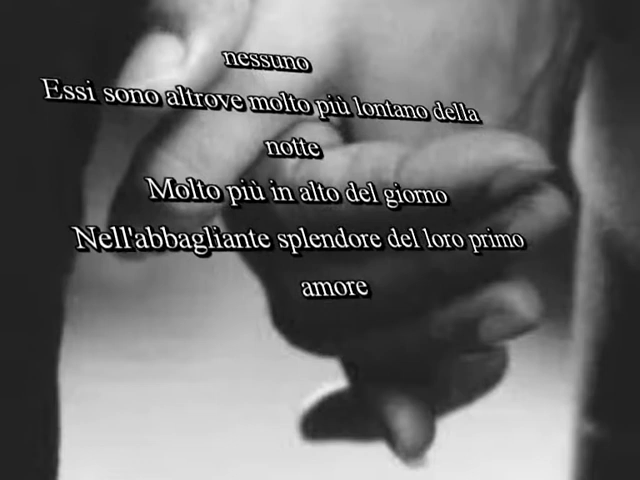 nessuno
Essi sono altrove molto più lontano della
notte
Molto più in alto del giorno
Nell'abbagliante splendore del loro primo
amore